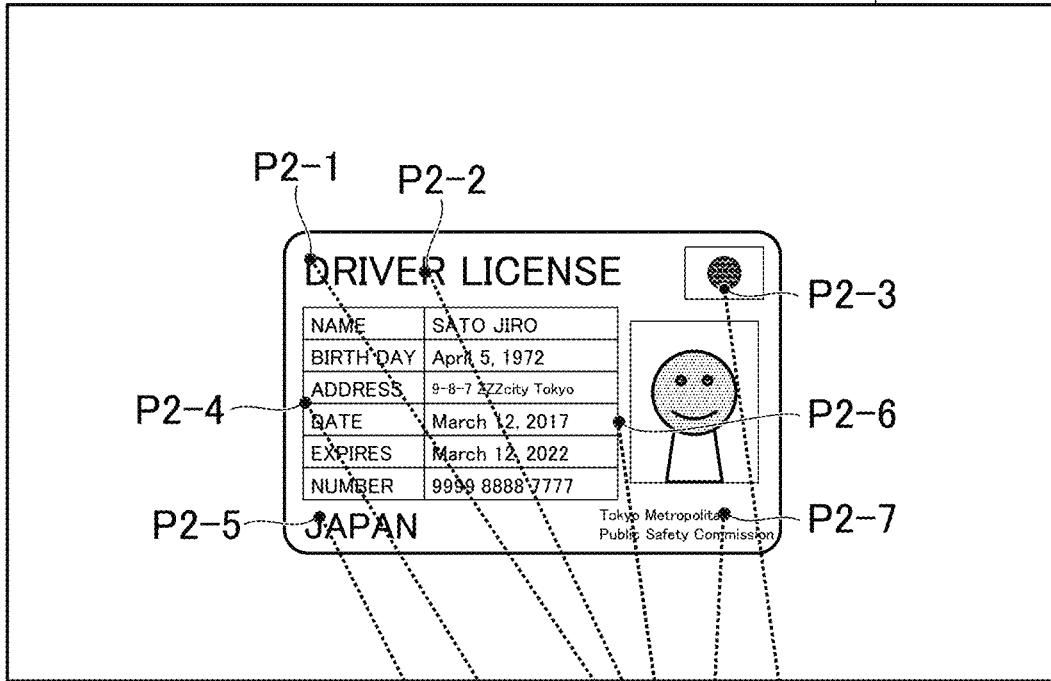 P2-1
P2-2
DRIVER LICENSE
P2-3
NAME SATO JIRO
BIRTH DAY April 5, 1972
ADDRESS 9-8-7 ZZZcity Tokyo
P2-4
DATE March 12, 2017
P2-6
EXPIRES March 12, 2022
NUMBER 9999 8888 7777
P2-5
JAPAN
Tokyo Metropolitan
Public Safety Commission
P2-7